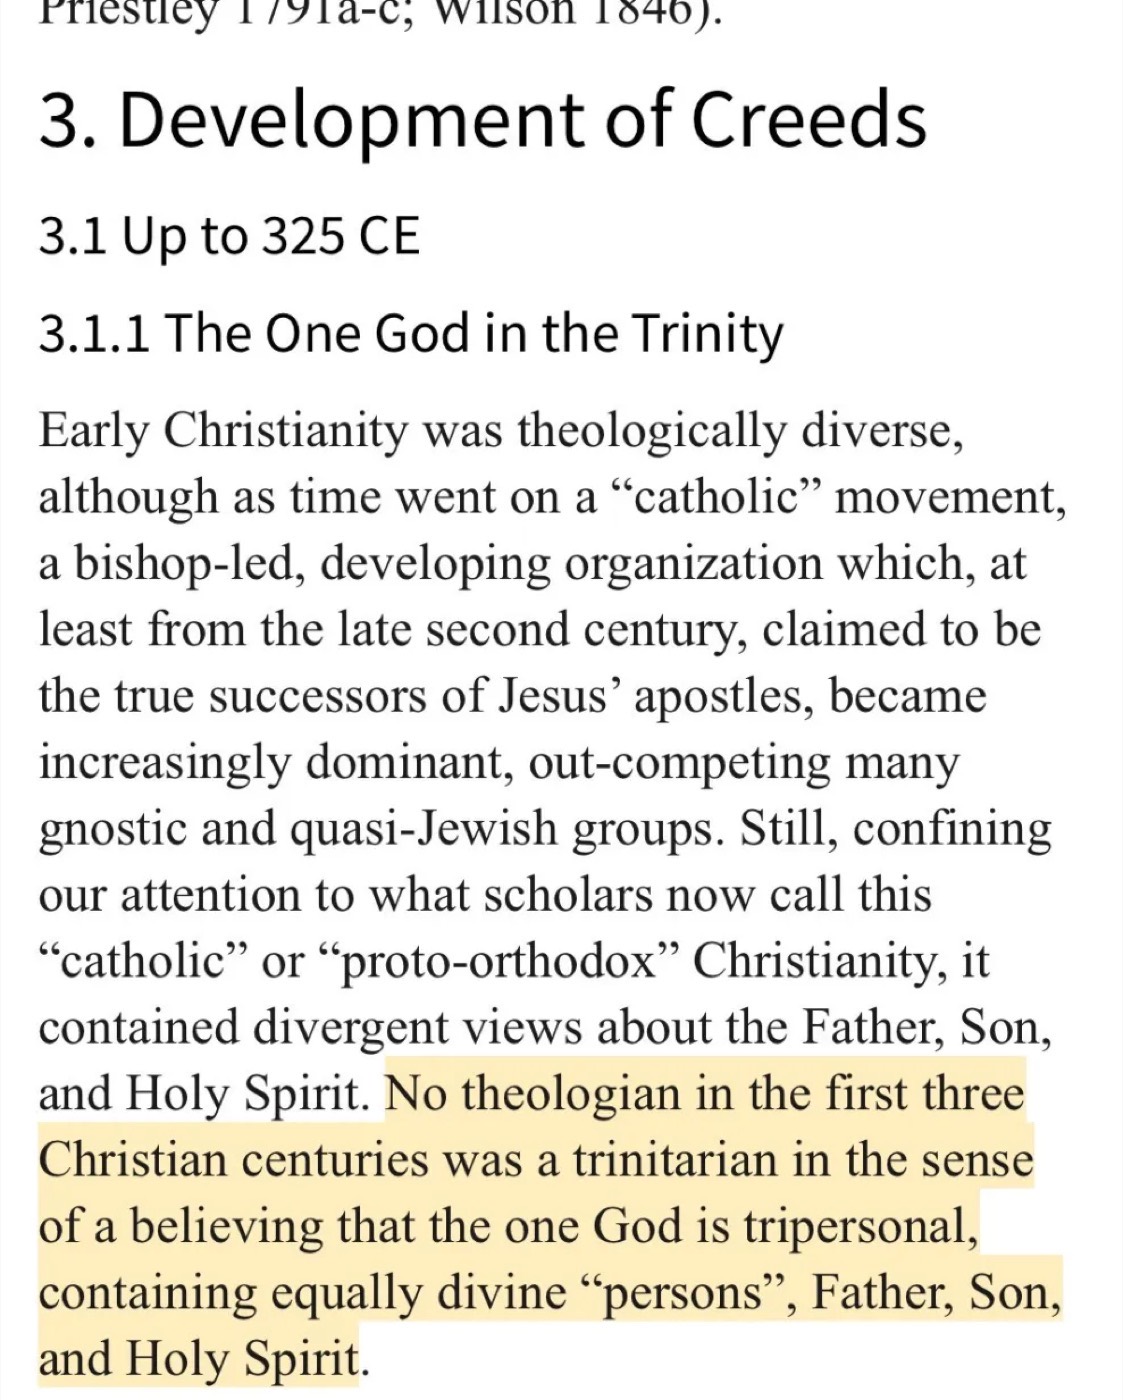 Priestley 1791a-c; Wilson 1846).
3. Development of Creeds
3.1 Up to 325 CE
3.1.1 The One God in the Trinity
Early Christianity was theologically diverse,
although as time went on a “catholic” movement,
a bishop-led, developing organization which, at
least from the late second century, claimed to be
the true successors of Jesus’ apostles, became
increasingly dominant, out-competing many
gnostic and quasi-Jewish groups. Still, confining
our attention to what scholars now call this
“catholic” or “proto-orthodox” Christianity, it
contained divergent views about the Father, Son,
and Holy Spirit. No theologian in the first three
Christian centuries was a trinitarian in the sense
of a believing that the one God is tripersonal,
containing equally divine “persons”, Father, Son,
and Holy Spirit.